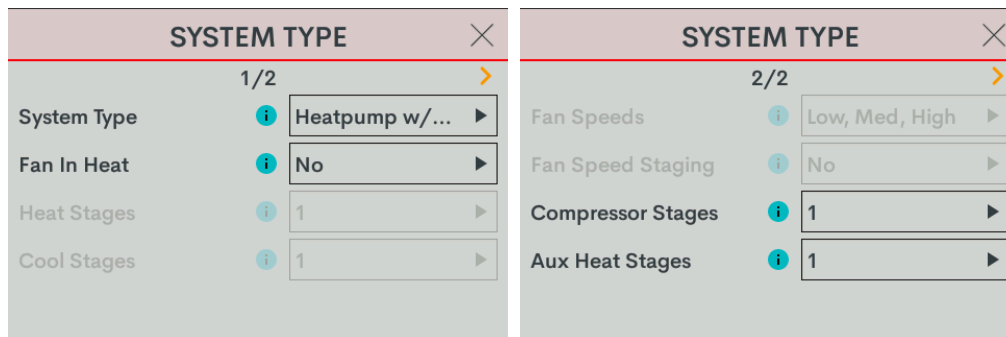 SYSTEM TYPE
1/2
System Type
Heatpump w/...
Fan In Heat
No
Heat Stages
1
Cool Stages
1
SYSTEM TYPE
2/2
Fan Speeds
Low, Med, High
Fan Speed Staging
No
Compressor Stages
1
Aux Heat Stages
1